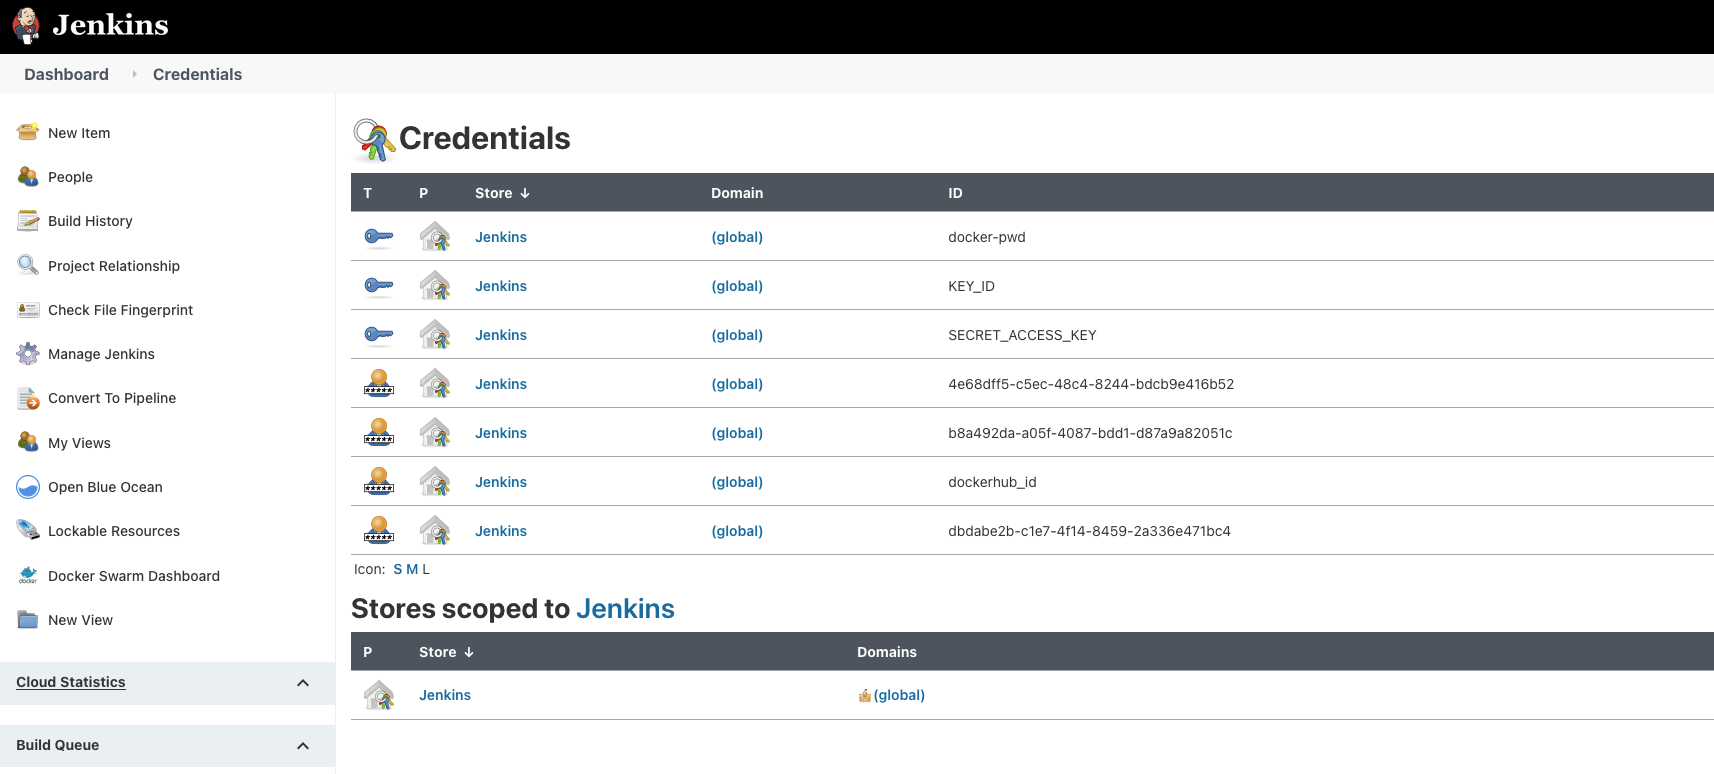 Jenkins
Dashboard Credentials
New Item
People
Build History
Project Relationship
Check File Fingerprint
Manage Jenkins
Convert To Pipeline
My Views
Open Blue Ocean
Lockable Resources
Docker Swarm Dashboard
New View
Cloud Statistics
Build Queue
Credentials
T P Store ↓ Domain ID
Jenkins (global) docker-pwd
Jenkins (global) KEY_ID
Jenkins (global) SECRET_ACCESS_KEY
Jenkins (global) 4e68dff5-c5ec-48c4-8244-bdcb9e416b52
Jenkins (global) b8a492da-a05f-4087-bdd1-d87a9a82051c
Jenkins (global) dockerhub_id
Jenkins (global) dbdabe2b-c1e7-4f14-8459-2a336e471bc4
Icon: S M L
Stores scoped to Jenkins
P Store ↓ Domains
Jenkins (global)